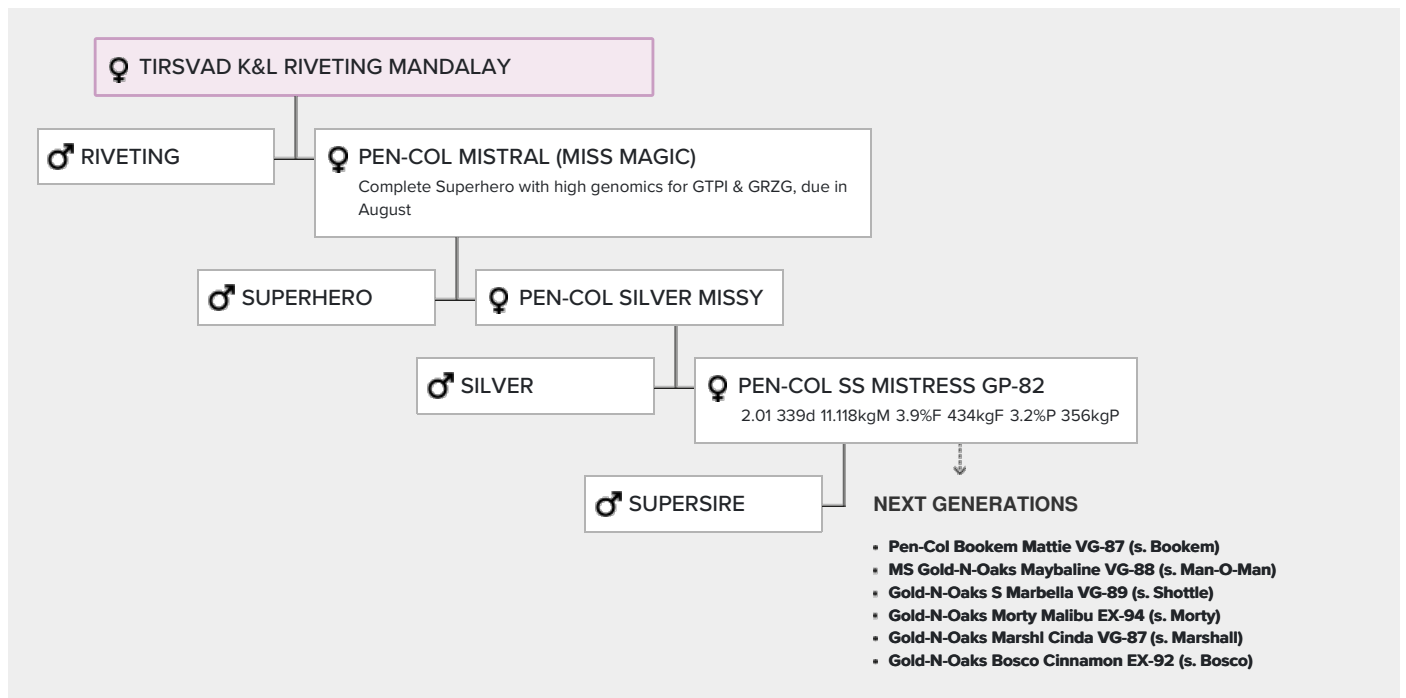 TIRSVAD K&L RIVETING MANDALAY
RIVETING
PEN-COL MISTRAL (MISS MAGIC)
Complete Superhero with high genomics for GTPI & GRZG, due in
August
SUPERHERO
PEN-COL SILVER MISSY
SILVER
PEN-COL SS MISTRESS GP-82
2.01 339d 11.118kgM 3.9%F 434kgF 3.2%P 356kgP
SUPERSIRE
NEXT GENERATIONS
Pen-Col Bookem Mattie VG-87 (s. Bookem)
MS Gold-N-Oaks Maybaline VG-88 (s. Man-O-Man)
Gold-N-Oaks S Marbella VG-89 (s. Shottle)
Gold-N-Oaks Morty Malibu EX-94 (s. Morty)
Gold-N-Oaks Marshl Cinda VG-87 (s. Marshall)
Gold-N-Oaks Bosco Cinnamon EX-92 (s. Bosco)